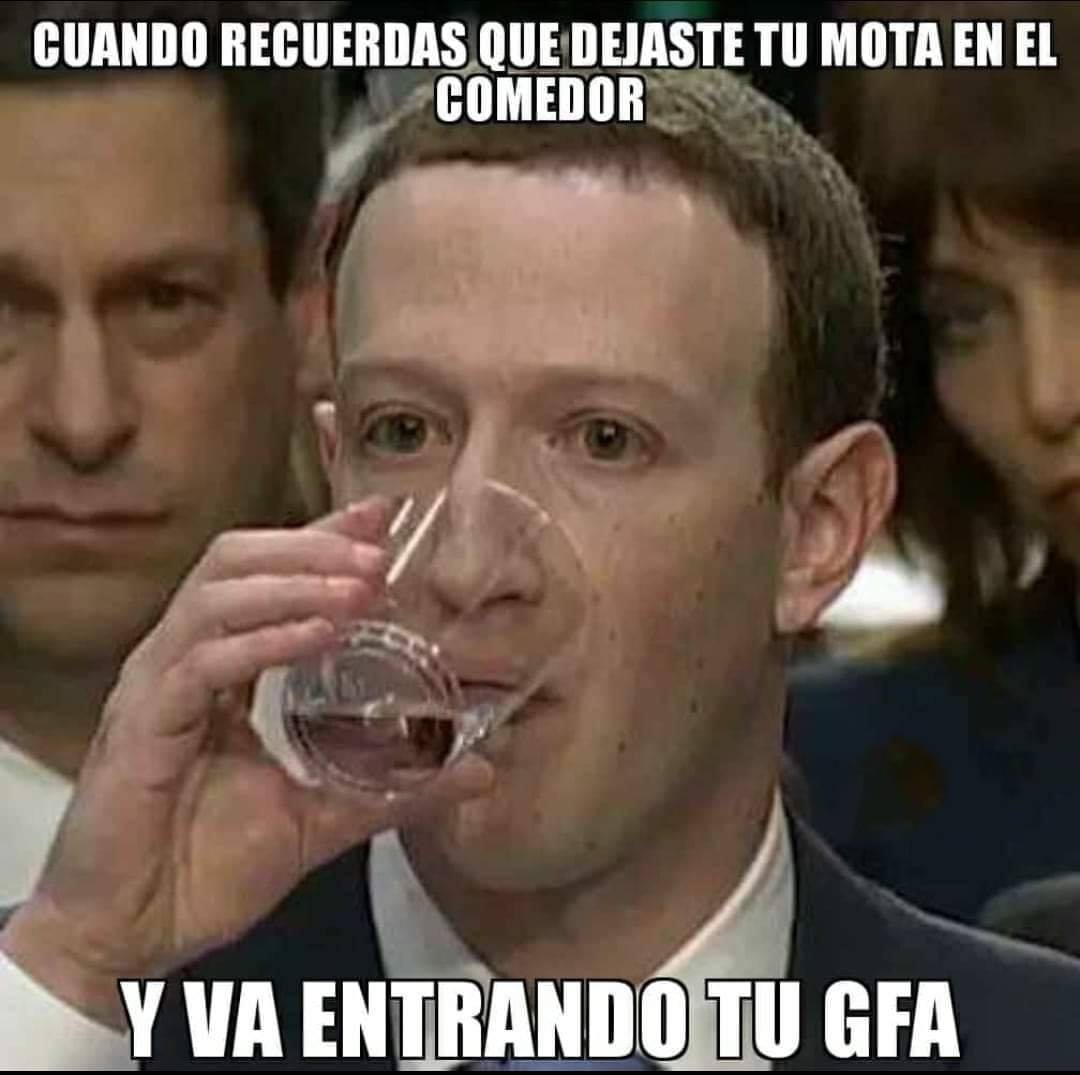 CUANDO RECUERDAS QUE DEJASTE TU MOTA EN EL
COMEDOR
Y VA ENTRANDO TU GFA